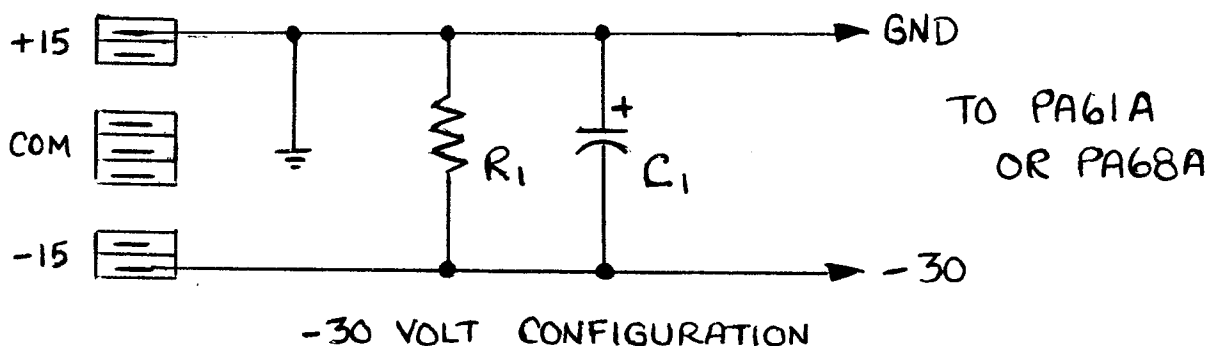 +15
GND
TO PA61A
OR PA68A
COM
+
R1
C1
-15
-30
-30 VOLT CONFIGURATION